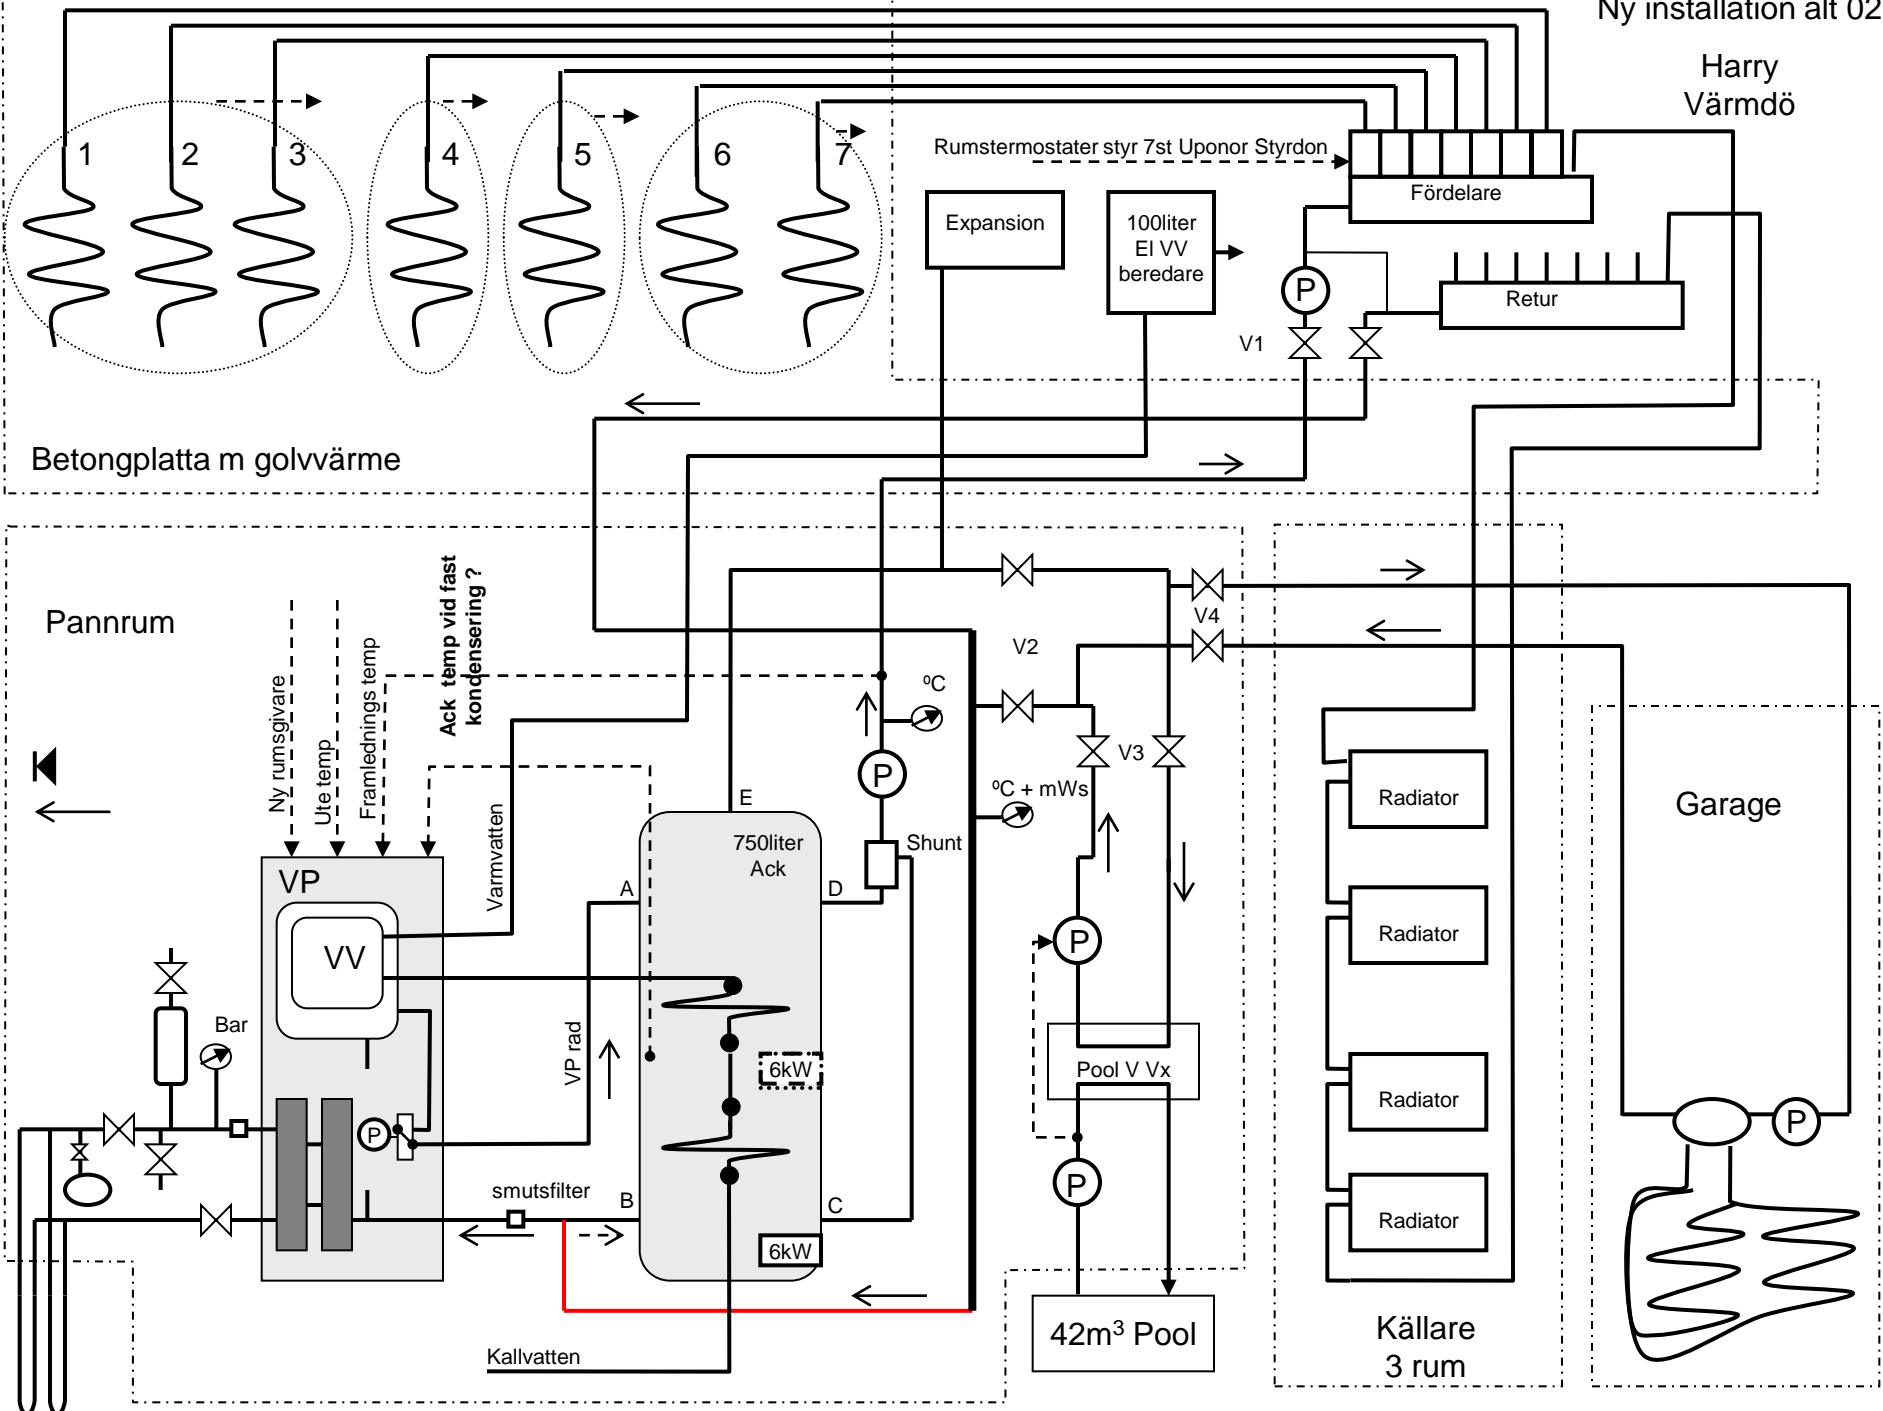 Ny installation alt 02
Harry
Värmdö
1 2 3 4 5 6 7
Rumstermostater styr 7st Uponor Styrdon
Fördelare
Expansion
100liter
El VV
beredare
P
Retur
V1
Betongplatta m golvvärme
Pannrum
Ny rumsgivare
Ute temp
Framlednings temp
Ack temp vid fast
kondensering ?
Varmvatten
V4
V2
ºC
V3
P
ºC + mWs
E
750liter
Ack
Shunt
A
D
VP
VV
P
VP rad
6kW
Bar
P
Pool V Vx
P
smutsfilter
B
C
6kW
Kallvatten
42m³ Pool
Radiator
Radiator
Radiator
Radiator
Källare
3 rum
Garage
P